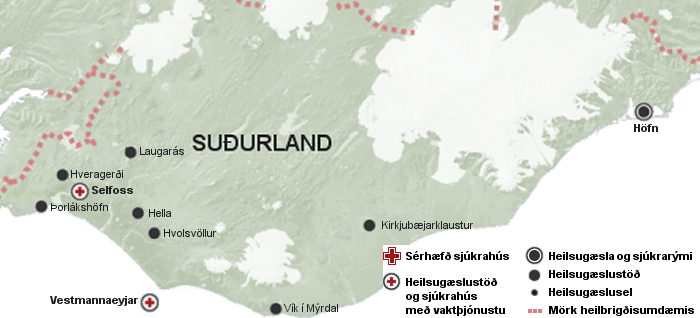 SUÐURLAND
Höfn
Laugarás
Hveragerði
Selfoss
Þorlákshöfn
Hella
Hvolsvöllur
Kirkjubæjarklaustur
Vestmannaeyjar
Vík í Mýrdal
Sérhæfð sjúkrahús
Heilsugæslustöð
og sjúkrahús
með vaktþjónustu
Heilsugæsla og sjúkrarými
Heilsugæslustöð
Heilsugæslusel
Mörk heilbrigðisumdæmis